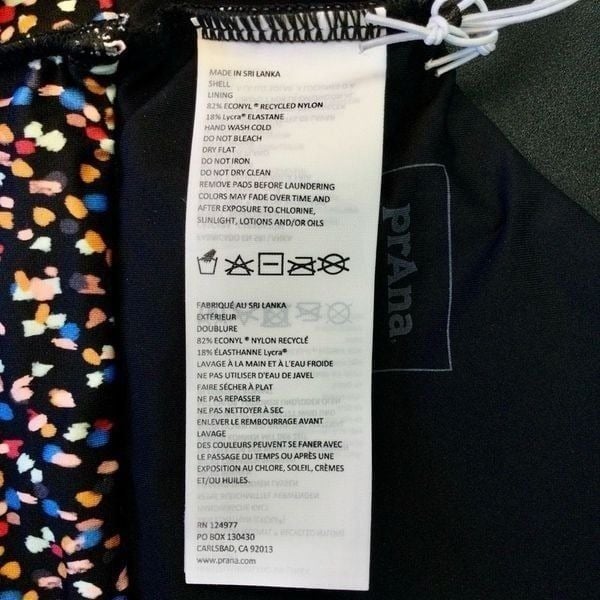 MADE IN SRI LANKA
SHELL
LINING
82% ECONYL ® RECYCLED NYLON
18% Lycra® ELASTANE
HAND WASH COLD
DO NOT BLEACH
DRY FLAT
DO NOT IRON
DO NOT DRY CLEAN
REMOVE PADS BEFORE LAUNDERING
COLORS MAY FADE OVER TIME AND
AFTER EXPOSURE TO CHLORINE,
SUNLIGHT, LOTIONS AND/OR OILS
FABRIQUÉ AU SRI LANKA
EXTÉRIEUR
DOUBLURE
82% ECONYL ® NYLON RECYCLÉ
18% ÉLASTHANNE Lycra®
LAVAGE À LA MAIN ET À L'EAU FROIDE
NE PAS UTILISER D'EAU DE JAVEL
FAIRE SÉCHER À PLAT
NE PAS REPASSER
NE PAS NETTOYER À SEC
ENLEVER LE REMBOURRAGE AVANT
LAVAGE
DES COULEURS PEUVENT SE FANER AVEC
LE PASSAGE DU TEMPS OU APRÈS UNE
EXPOSITION AU CHLORE, SOLEIL, CRÈMES
ET/OU HUILES.
RN 124977
PO BOX 130430
CARLSBAD, CA 92013
www.prana.com
prAna